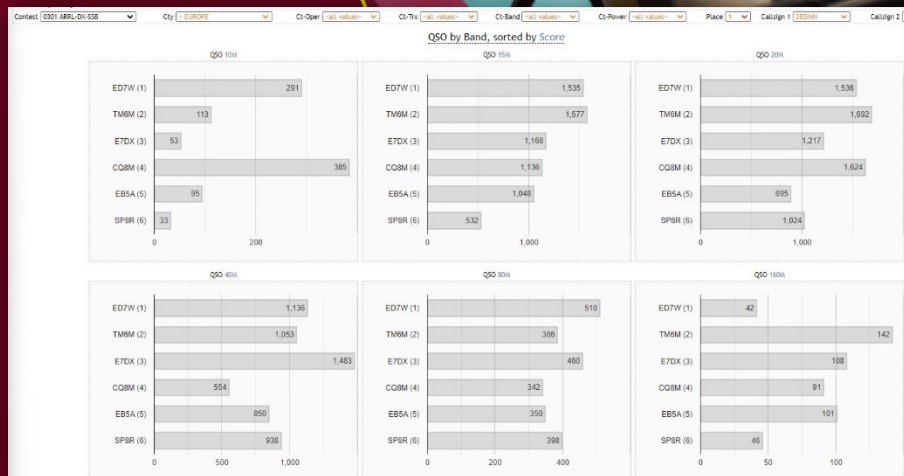 Contest 0301 ARRL-DX-SSB Cty - EUROPE Ct-Oper -all values- Ct-Trx -all values- Ct-Band -all values- Ct-Power -all values- Place 1 Callsign 1 2E0INN Callsign 2
QSO by Band, sorted by Score
QSO 10M
ED7W (1) 291
TM6M (2) 113
E7DX (3) 53
CQ8M (4) 385
EB5A (5) 95
SP8R (6) 33
0 200
QSO 15M
ED7W (1) 1,535
TM6M (2) 1,577
E7DX (3) 1,168
CQ8M (4) 1,136
EB5A (5) 1,048
SP8R (6) 532
0 1,000
QSO 20M
ED7W (1) 1,536
TM6M (2) 1,692
E7DX (3) 1,217
CQ8M (4) 1,624
EB5A (5) 895
SP8R (6) 1,024
0 1,000
QSO 40M
ED7W (1) 1,136
TM6M (2) 1,053
E7DX (3) 1,483
CQ8M (4) 554
EB5A (5) 850
SP8R (6) 938
0 500 1,000
QSO 80M
ED7W (1) 510
TM6M (2) 386
E7DX (3) 460
CQ8M (4) 342
EB5A (5) 350
SP8R (6) 398
0 200 400
QSO 160M
ED7W (1) 42
TM6M (2) 142
E7DX (3) 108
CQ8M (4) 91
EB5A (5) 101
SP8R (6) 46
0 50 100